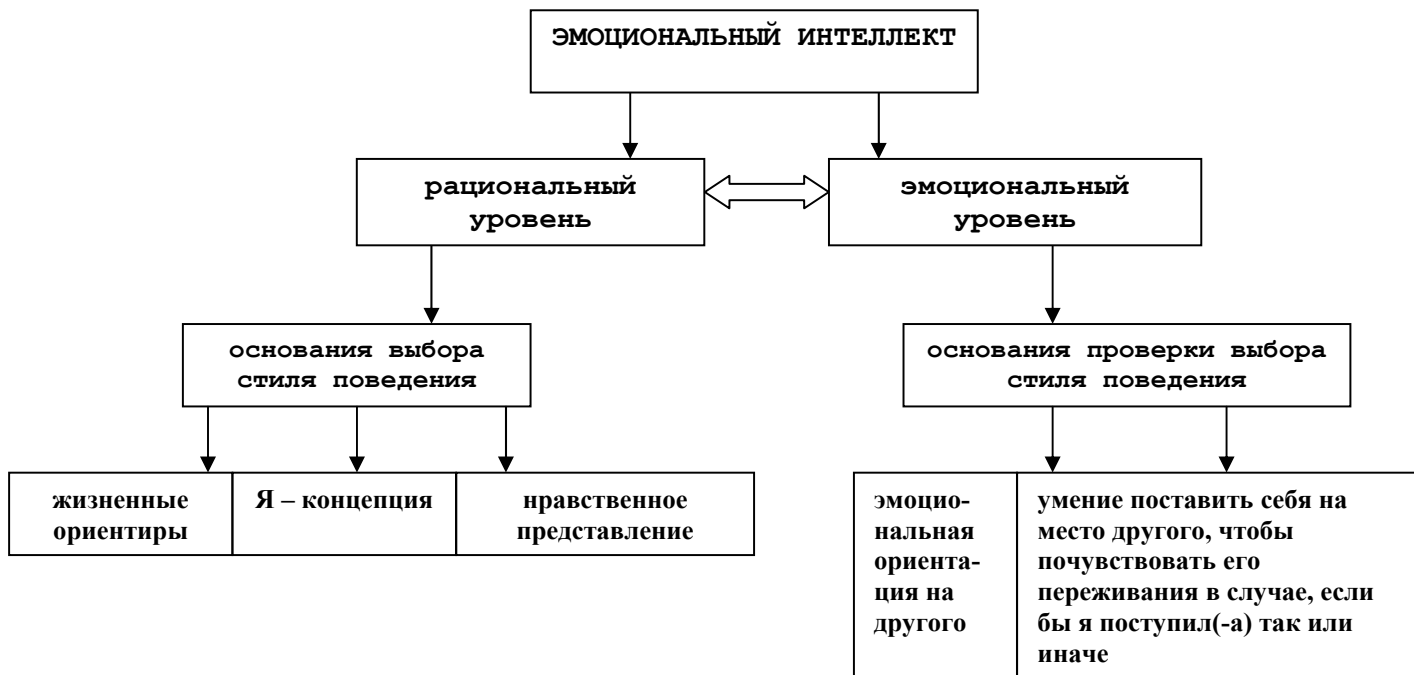 ЭМОЦИОНАЛЬНЫЙ ИНТЕЛЛЕКТ
рациональный
уровень
эмоциональный
уровень
основания выбора
стиля поведения
основания проверки выбора
стиля поведения
жизненные
ориентиры
Я – концепция
нравственное
представление
эмоцио-
нальная
ориента-
ция на
другого
умение поставить себя на
место другого, чтобы
почувствовать его
переживания в случае, если
бы я поступил(-а) так или
иначе